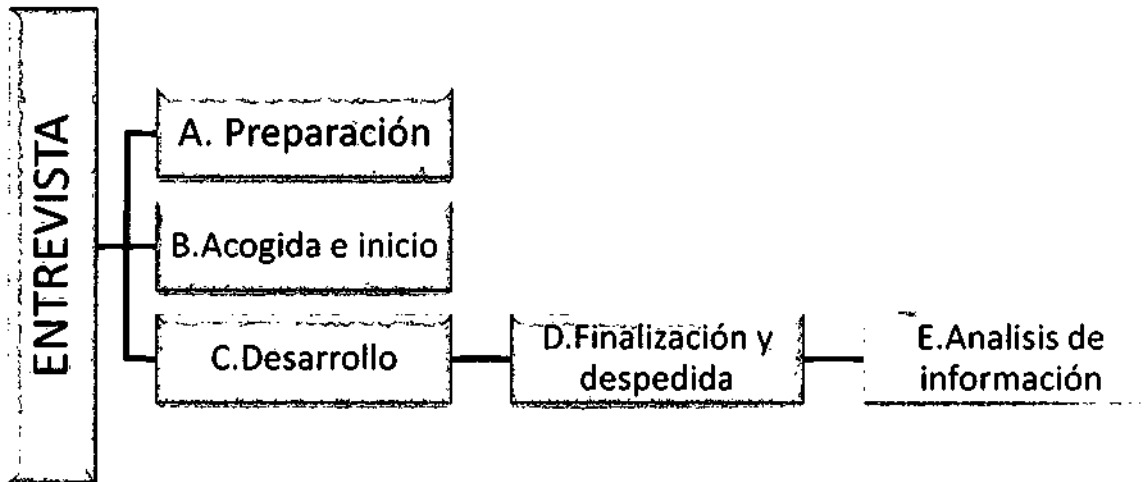 ENTREVISTA
A. Preparación
B.Acogida e inicio
C.Desarrollo
D.Finalización y
despedida
E.Analisis de
información